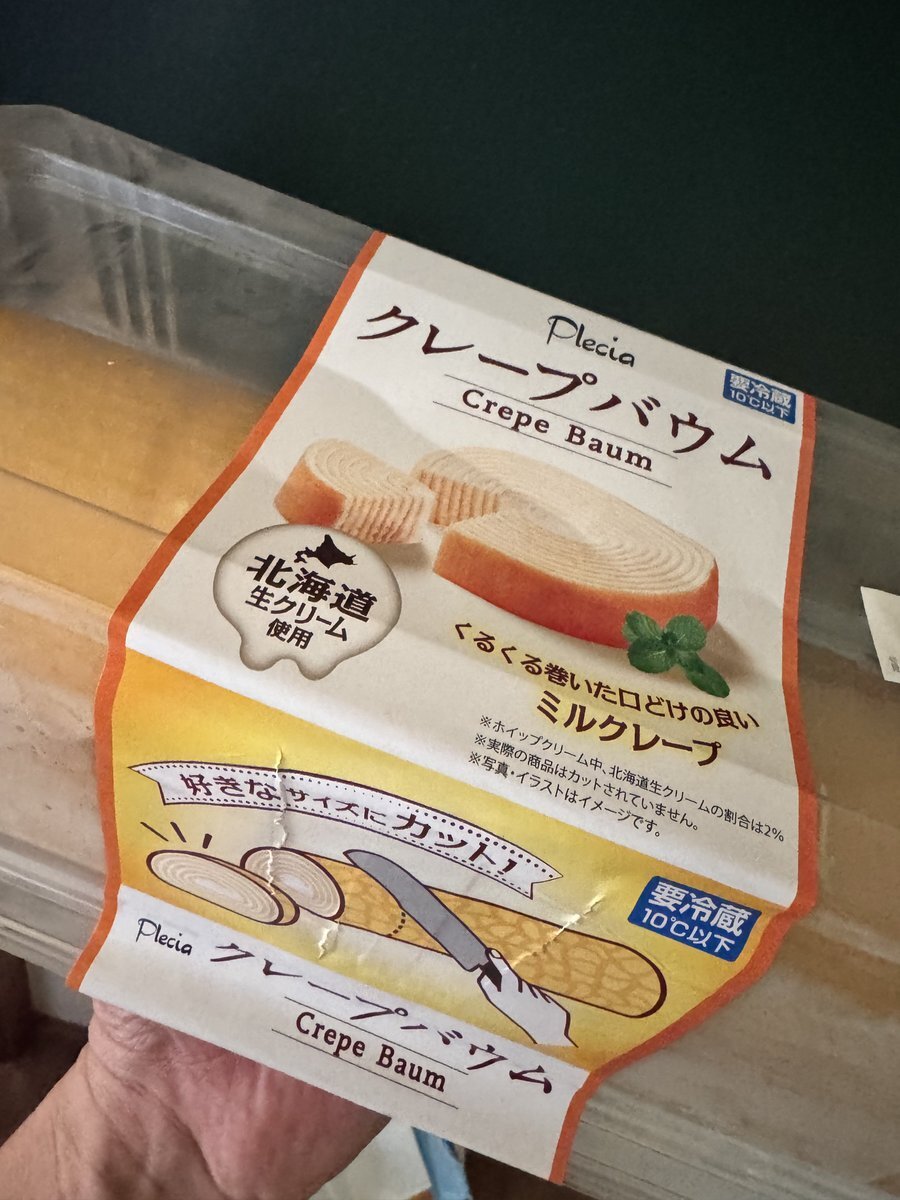 Plecia
クレープバウム
Crepe Baum
要冷蔵
10℃以下
北海道
生クリーム
使用
くるくる巻いた口どけの良い
ミルクレープ
※ホイップクリーム中、北海道生クリームの割合は2%
※実際の商品はカットされていません。
※写真・イラストはイメージです。
好きなサイズにカット!
要冷蔵
10℃以下
Plecia
クレープバウム
Crepe Baum